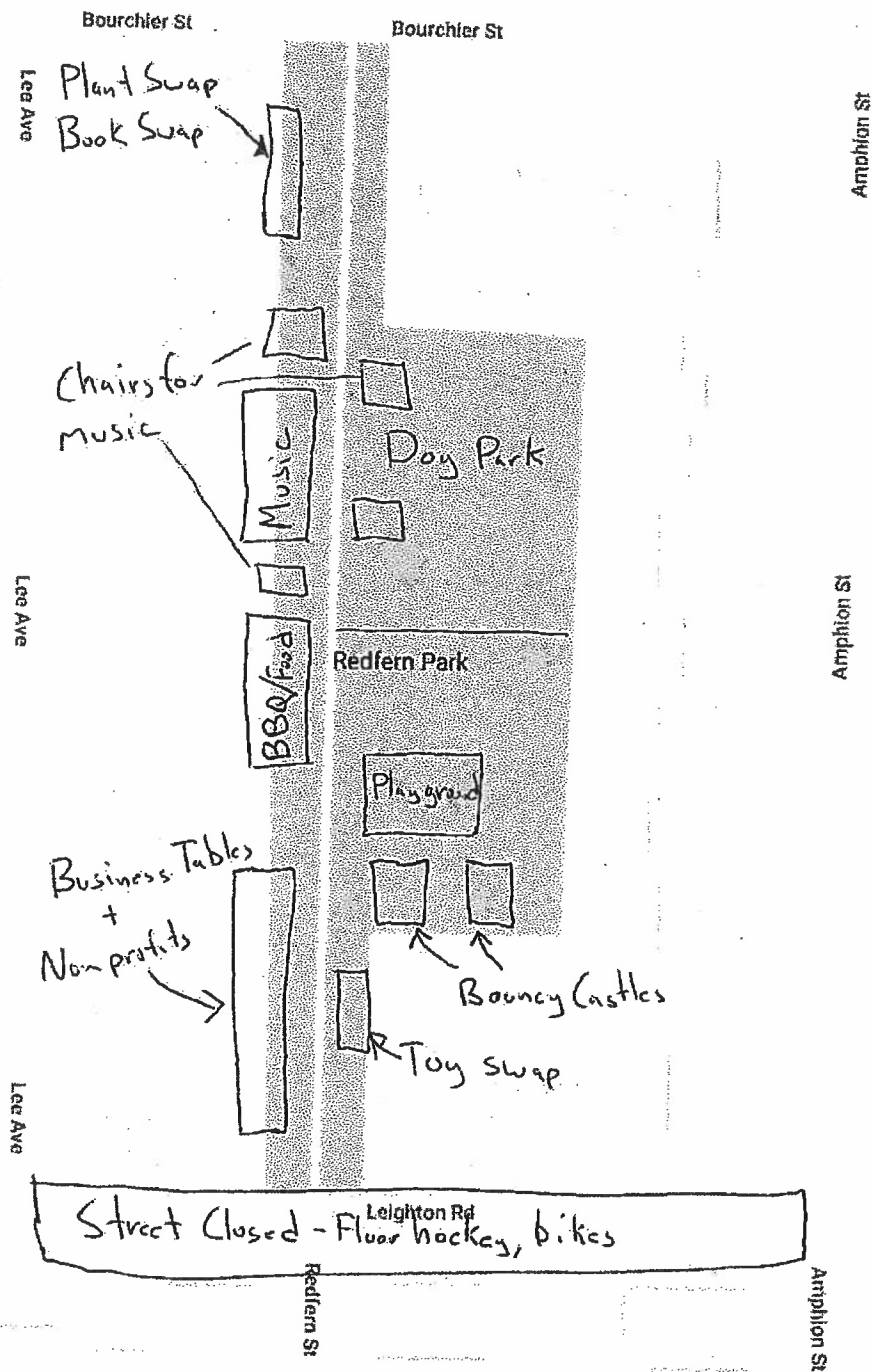 Bourchier St
Bourchier St
Lee Ave
Amphion St
Plant Swap
Book Swap
Chairs for
music
Music
Dog Park
Lee Ave
Amphion St
BBQ/Food
Redfern Park
Playground
Business Tables
+
Non profits
Bouncy Castles
Toy Swap
Lee Ave
Leighton Rd
Street Closed - Floor hockey, bikes
Redfern St
Amphion St